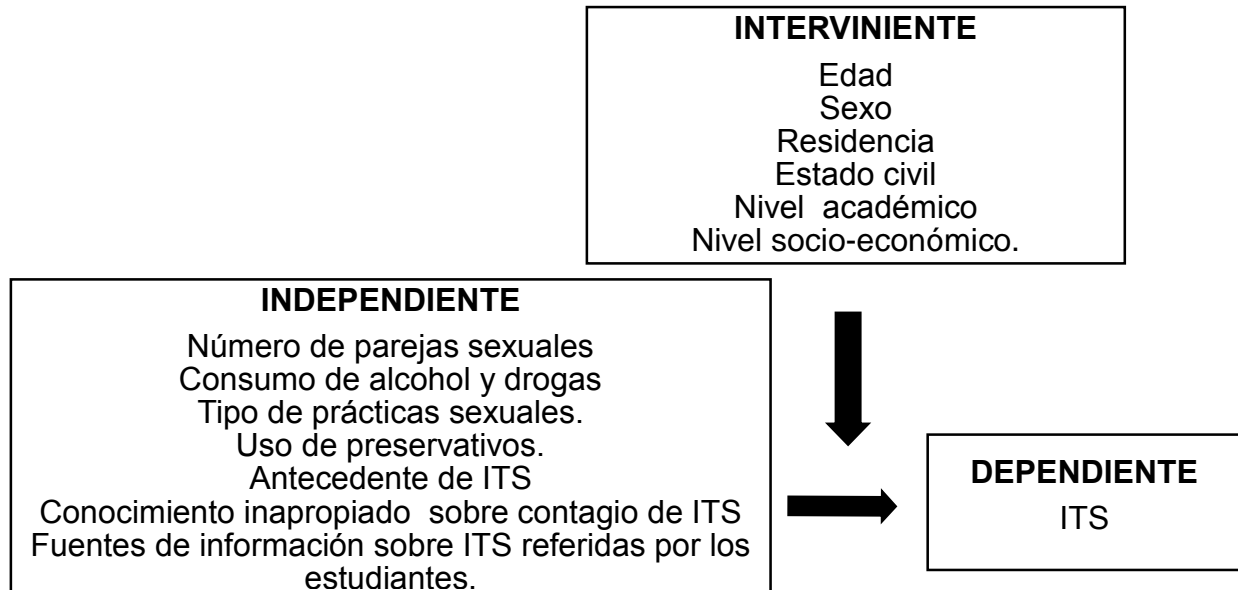 INTERVINIENTE
Edad
Sexo
Residencia
Estado civil
Nivel  académico
Nivel socio-económico.
INDEPENDIENTE
Número de parejas sexuales
Consumo de alcohol y drogas
Tipo de prácticas sexuales.
Uso de preservativos.
Antecedente de ITS
Conocimiento inapropiado  sobre contagio de ITS
Fuentes de información sobre ITS referidas por los
estudiantes.
DEPENDIENTE
ITS